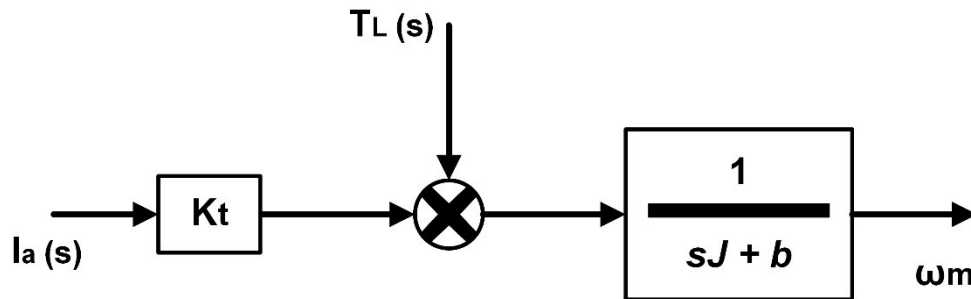 TL (s)
Kt
Ia (s)
1
sJ + b
ωm